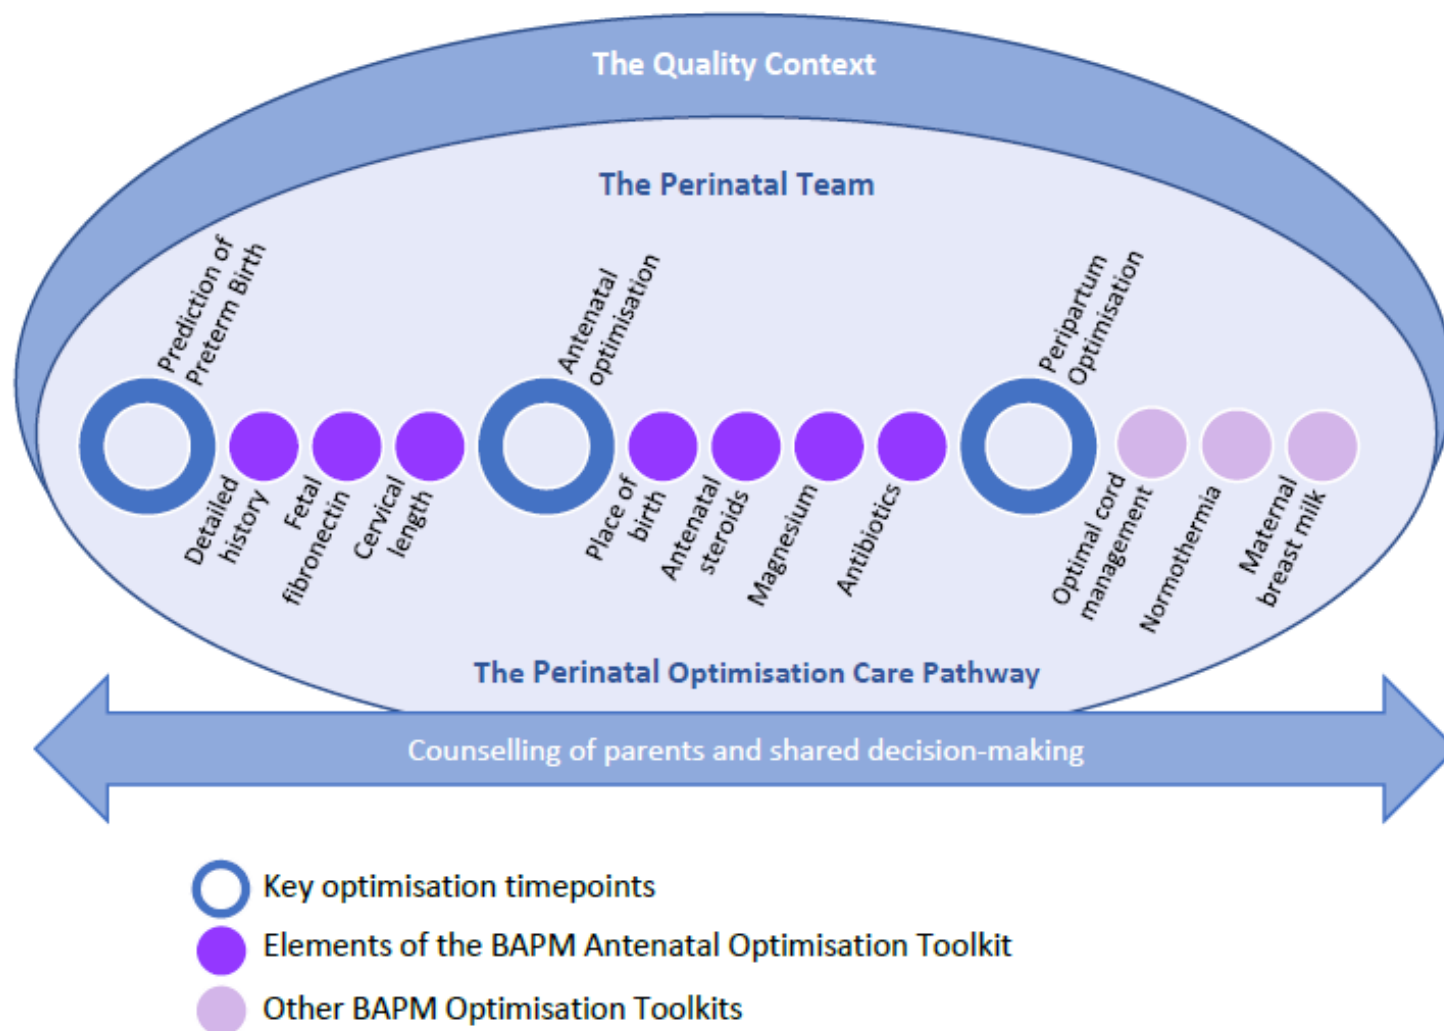 The Quality Context
The Perinatal Team
Prediction of
Preterm Birth
Detailed
history
Fetal
fibronectin
Cervical
length
Antenatal
optimisation
Place of
birth
Antenatal
steroids
Magnesium
Antibiotics
Peripartum
Optimisation
Optimal cord
management
Normothermia
Maternal
breast milk
The Perinatal Optimisation Care Pathway
Counselling of parents and shared decision-making
Key optimisation timepoints
Elements of the BAPM Antenatal Optimisation Toolkit
Other BAPM Optimisation Toolkits